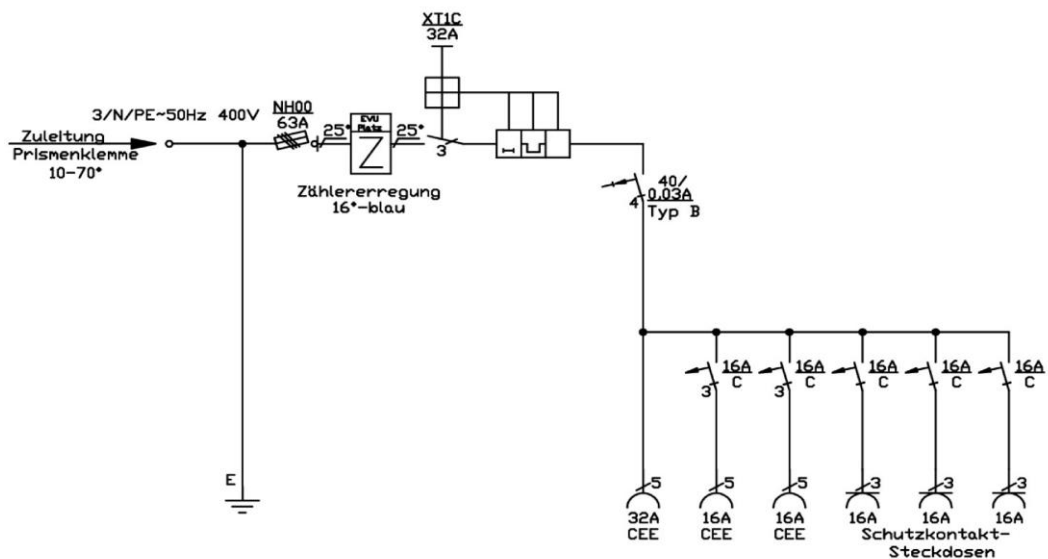 XT1C
32A
3/N/PE~50Hz 400V
Zuleitung
Prismenklemme
10-70°
NH00
63A
25°
EVU
Platz
Z
25°
3
Zählererregung
16°-blau
I
40/
0.03A
Typ B
4
16A
C
3
16A
C
3
16A
C
16A
C
16A
C
E
5
5
5
3
3
3
32A
CEE
16A
CEE
16A
CEE
16A
16A
16A
Schutzkontakt-
Steckdosen